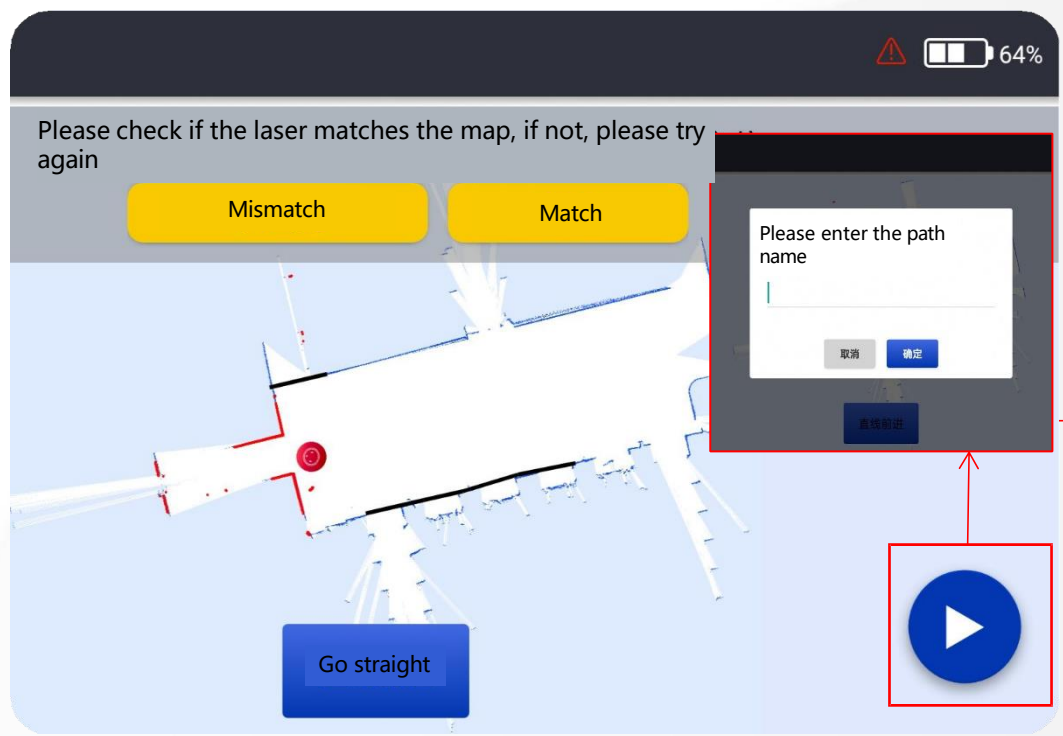 64%
Please check if the laser matches the map, if not, please try
again
Mismatch
Match
Please enter the path
name
取消
确定
直线前进
Go straight